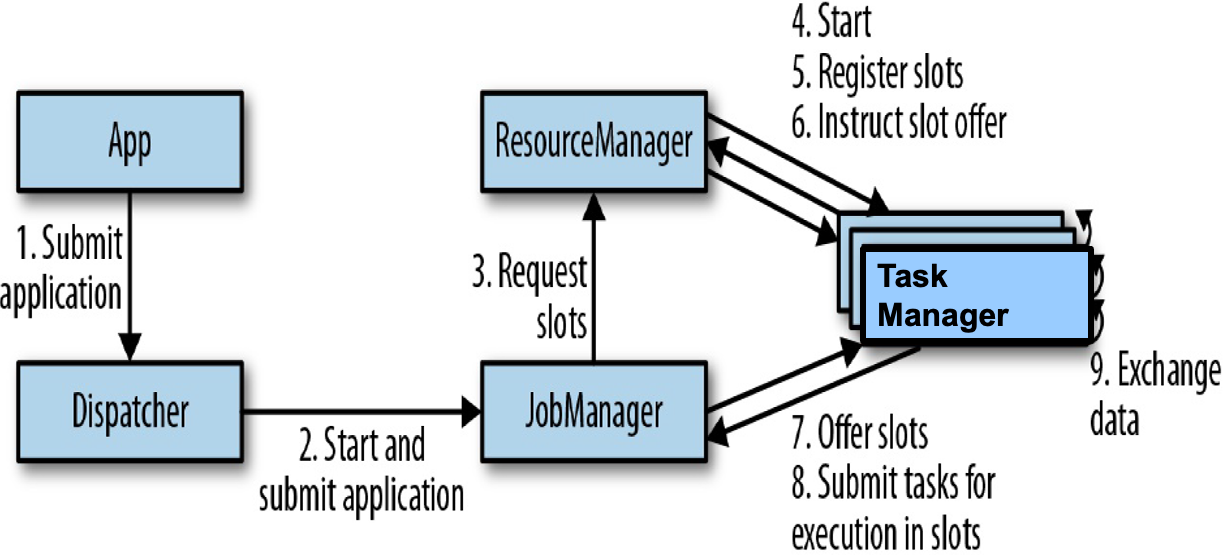 4. Start
5. Register slots
6. Instruct slot offer
App
ResourceManager
1. Submit
application
3. Request
slots
Task
Manager
9. Exchange
data
Dispatcher
JobManager
2. Start and
submit application
7. Offer slots
8. Submit tasks for
execution in slots